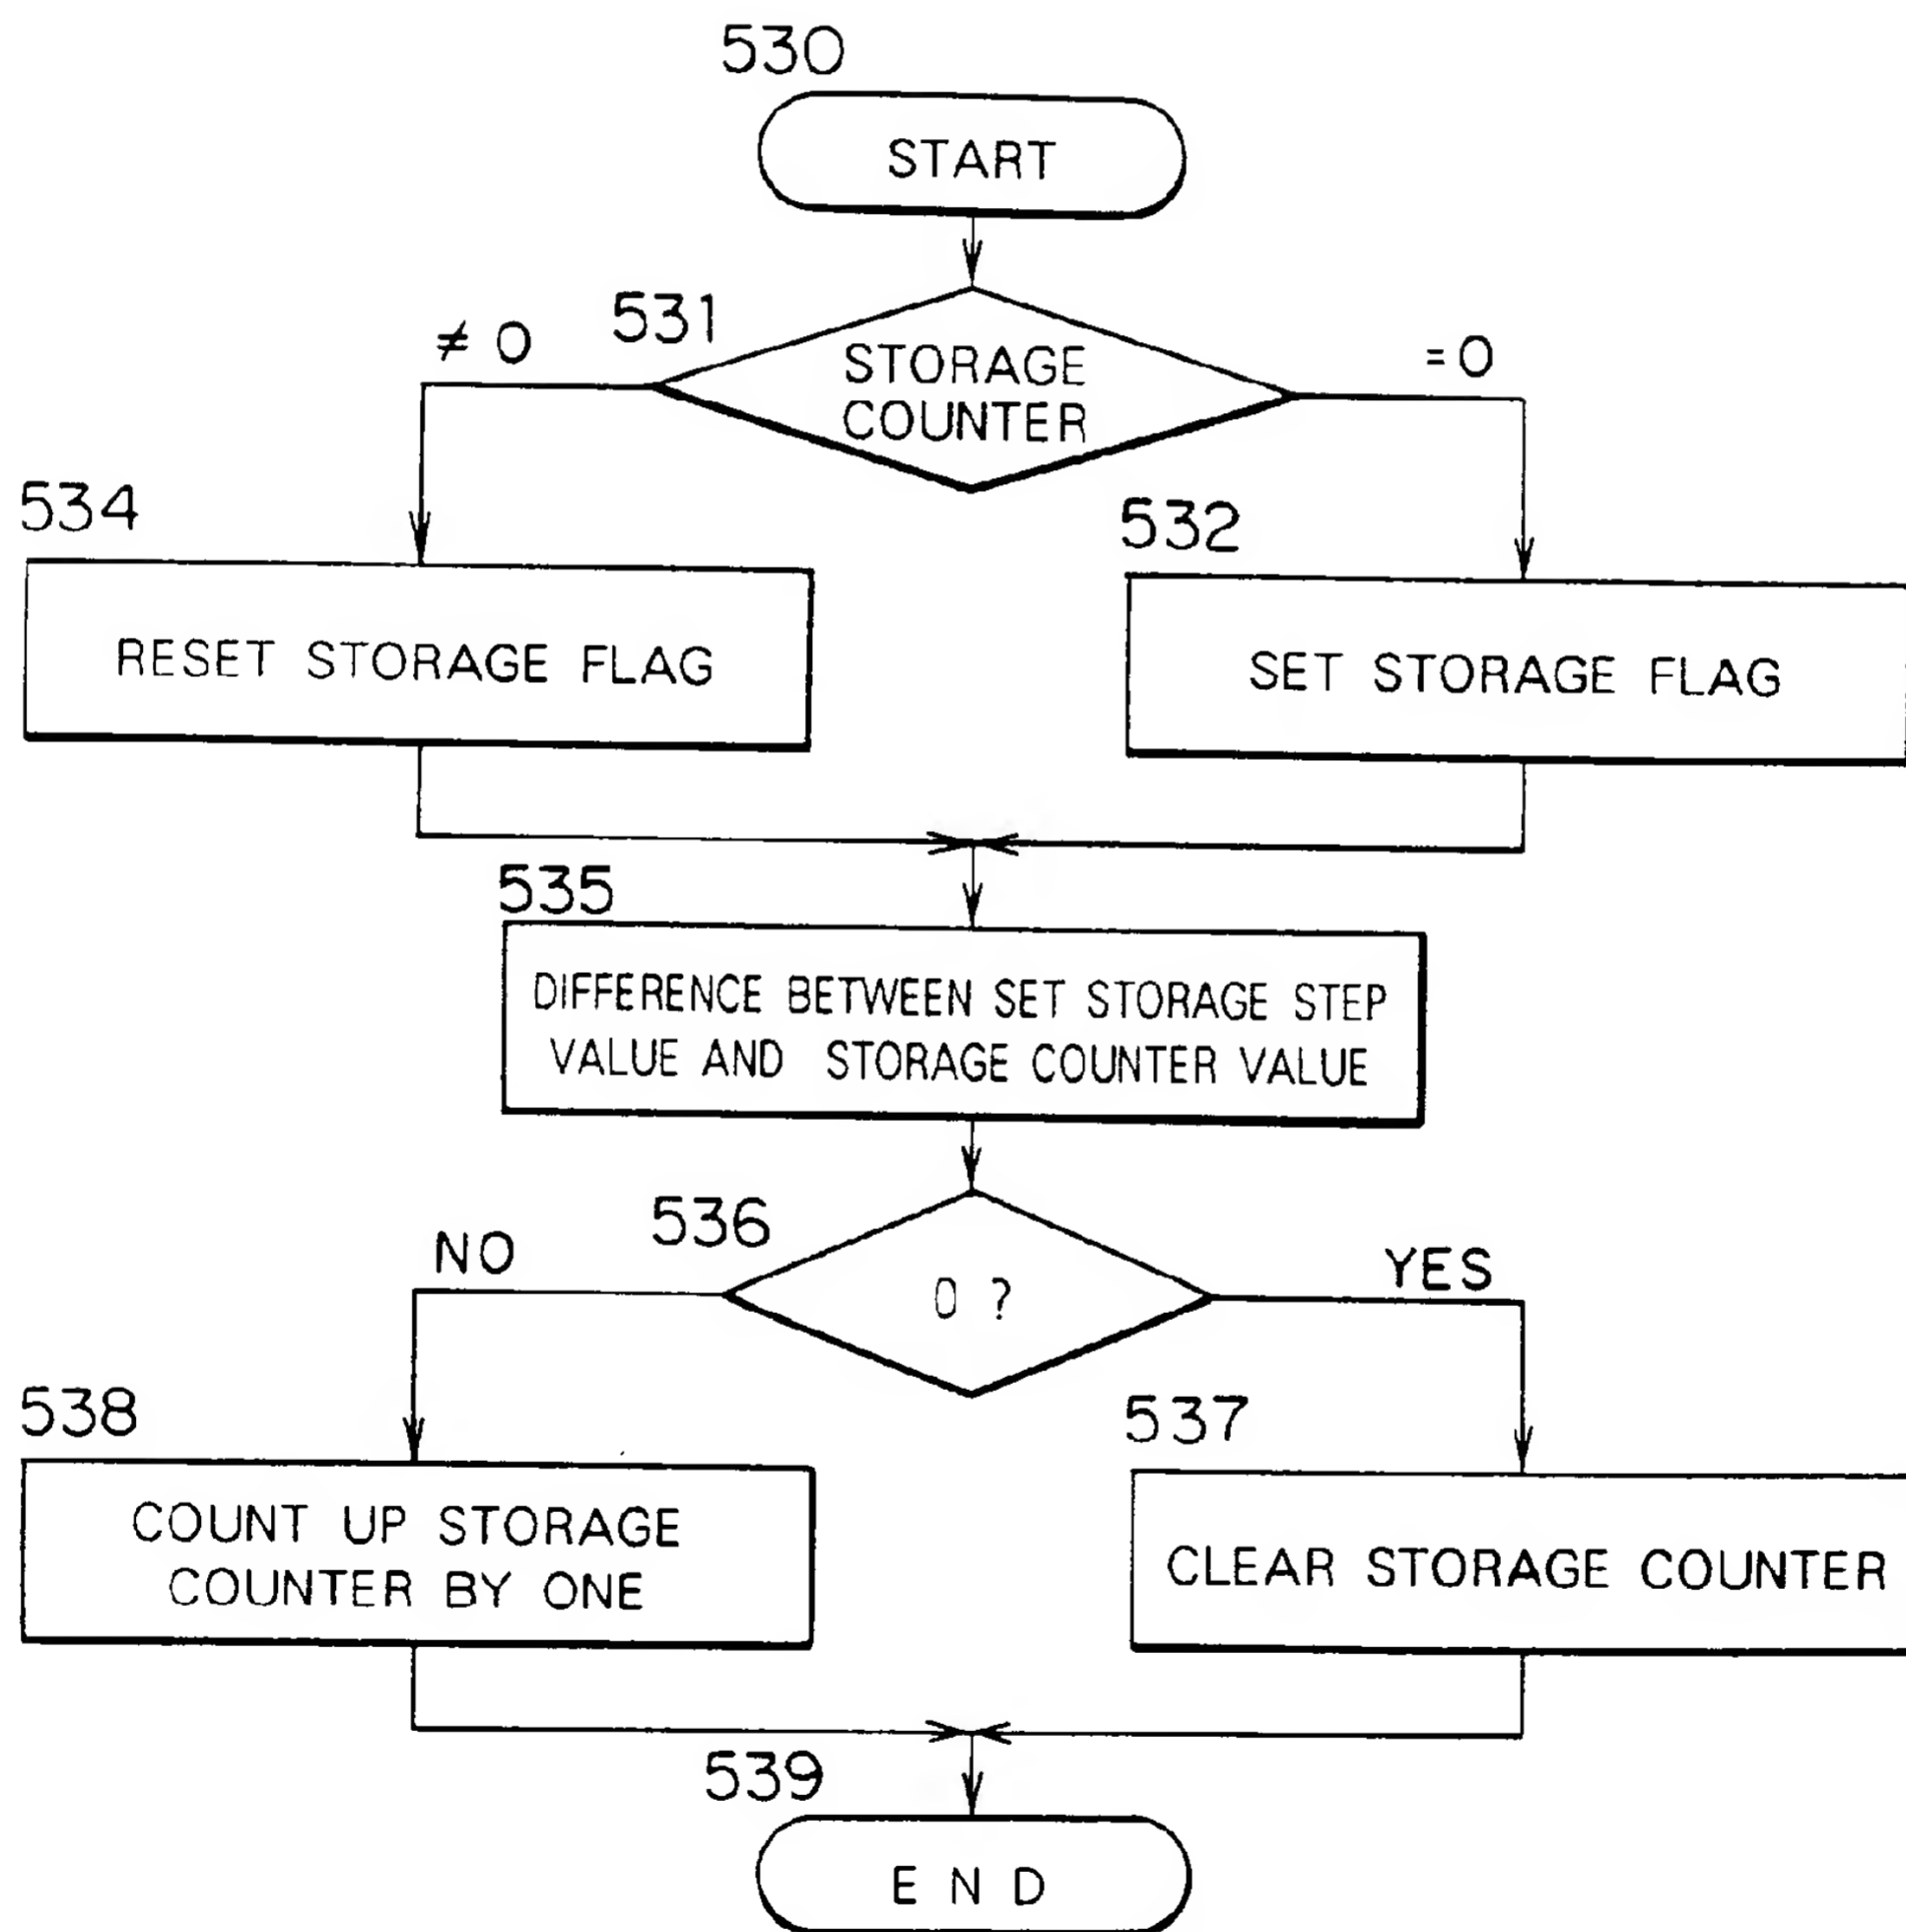 530
START
531
≠ 0
STORAGE
COUNTER
= 0
534
RESET STORAGE FLAG
532
SET STORAGE FLAG
535
DIFFERENCE BETWEEN SET STORAGE STEP
VALUE AND STORAGE COUNTER VALUE
536
NO
0 ?
YES
538
COUNT UP STORAGE
COUNTER BY ONE
537
CLEAR STORAGE COUNTER
539
END